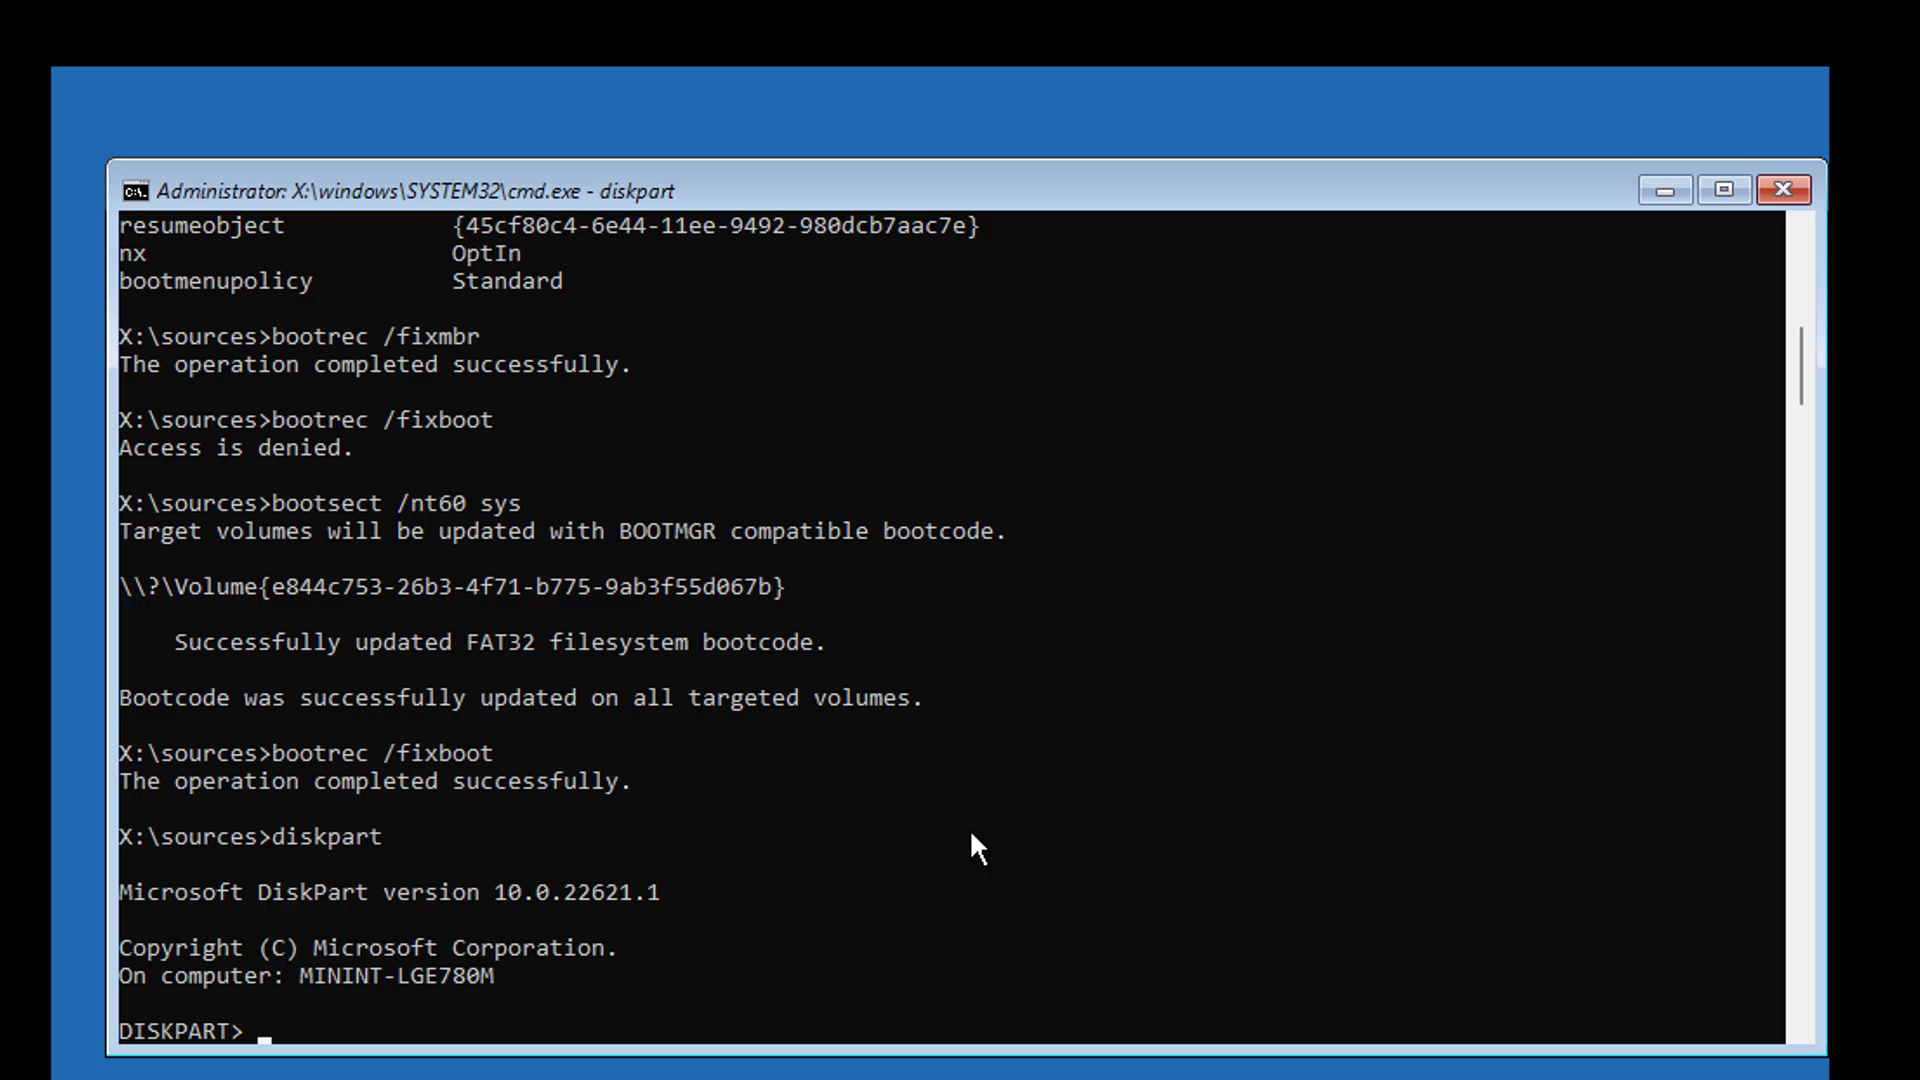 Administrator: X:\windows\SYSTEM32\cmd.exe - diskpart
resumeobject {45cf80c4-6e44-11ee-9492-980dcb7aac7e}
nx OptIn
bootmenupolicy Standard
X:\sources>bootrec /fixmbr
The operation completed successfully.
X:\sources>bootrec /fixboot
Access is denied.
X:\sources>bootsect /nt60 sys
Target volumes will be updated with BOOTMGR compatible bootcode.
\\?\Volume{e844c753-26b3-4f71-b775-9ab3f55d067b}
Successfully updated FAT32 filesystem bootcode.
Bootcode was successfully updated on all targeted volumes.
X:\sources>bootrec /fixboot
The operation completed successfully.
X:\sources>diskpart
Microsoft DiskPart version 10.0.22621.1
Copyright (C) Microsoft Corporation.
On computer: MININT-LGE780M
DISKPART> _